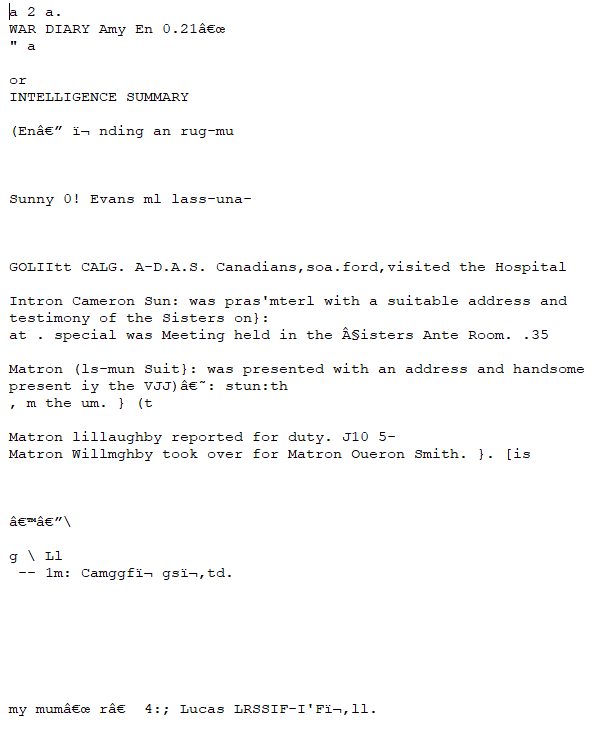 a 2 a.
WAR DIARY Amy En 0.21â€œ
" a
or
INTELLIGENCE SUMMARY
(Enâ€” ï¬ nding an rug-mu
Sunny 0! Evans ml lass-una-
GOLIItt CALG. A-D.A.S. Canadians,soa.ford,visited the Hospital
Intron Cameron Sun: was pras'mterl with a suitable address and
testimony of the Sisters on}:
at . special was Meeting held in the Â§isters Ante Room. .35
Matron (ls-mun Suit}: was presented with an address and handsome
present iy the VJJ)â€˜: stun:th
, m the um. } (t
Matron lillaughby reported for duty. J10 5-
Matron Willmghby took over for Matron Oueron Smith. }. [is
â€™â€”\
g \ Ll
-- 1m: Camggfï¬ gsï¬,td.
my mumâ€œ râ€  4:; Lucas LRSSIF-I'Fï¬,ll.